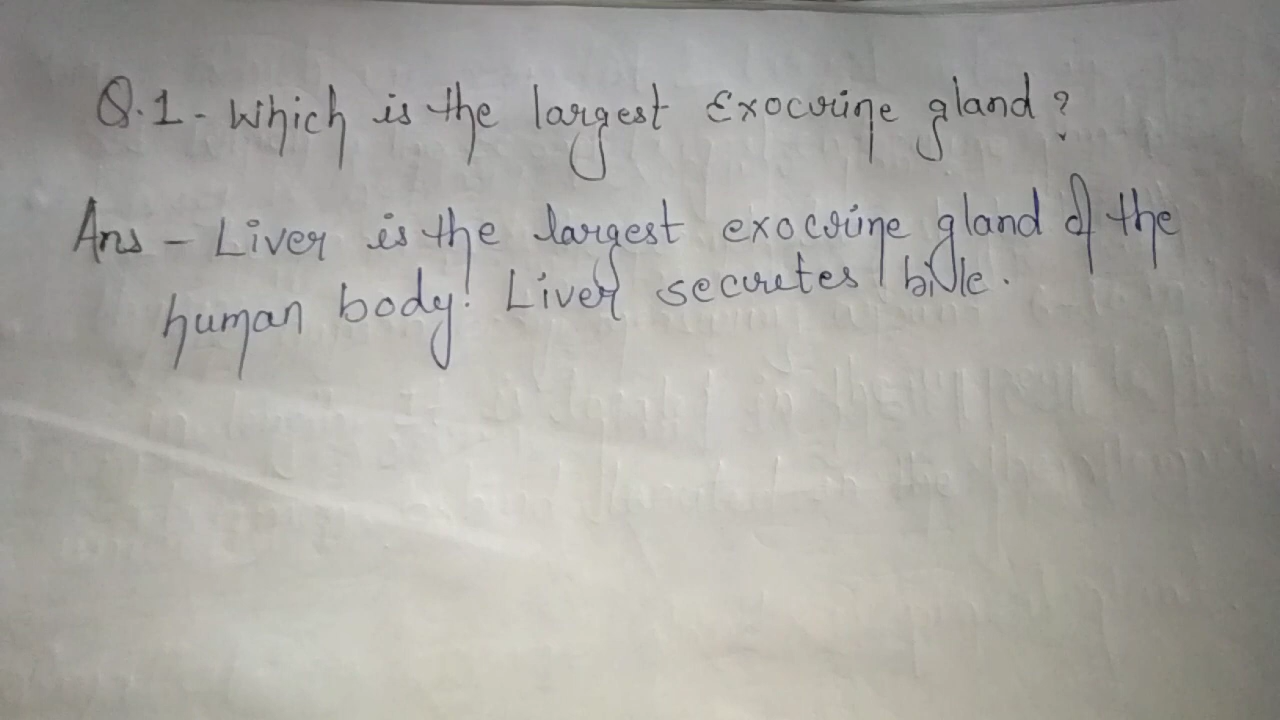 Q.1- Which is the largest Exocrine gland?
Ans - Liver is the largest exocrine gland of the
human body. Liver secretes bile.